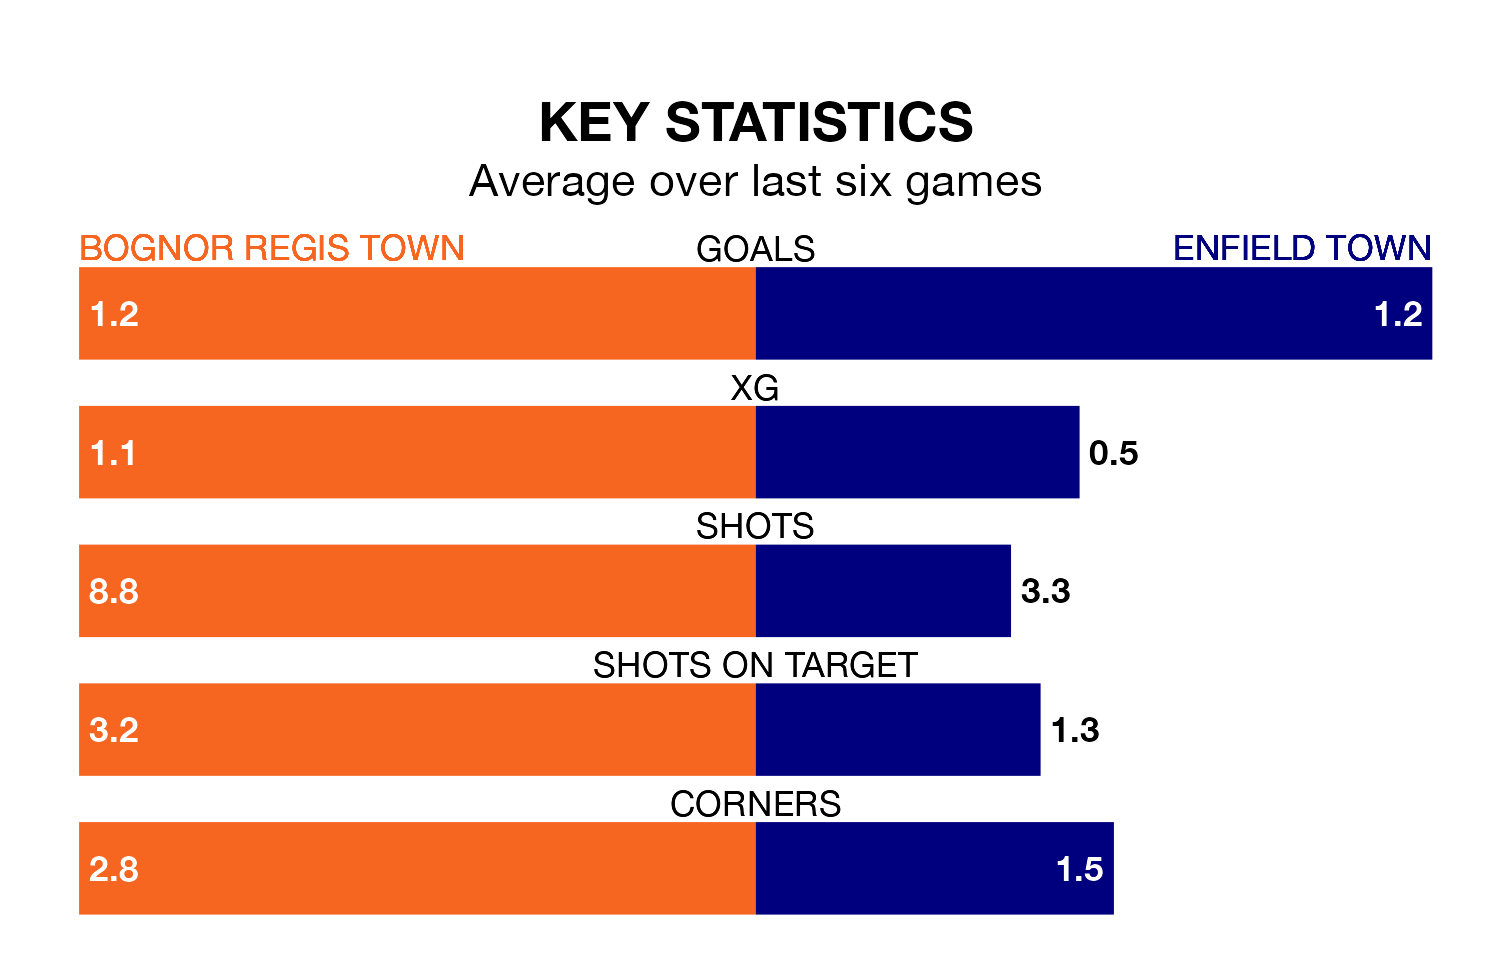 KEY STATISTICS
Average over last six games
BOGNOR REGIS TOWN GOALS ENFIELD TOWN
1.2 1.2
XG
1.1 0.5
SHOTS
8.8 3.3
SHOTS ON TARGET
3.2 1.3
CORNERS
2.8 1.5